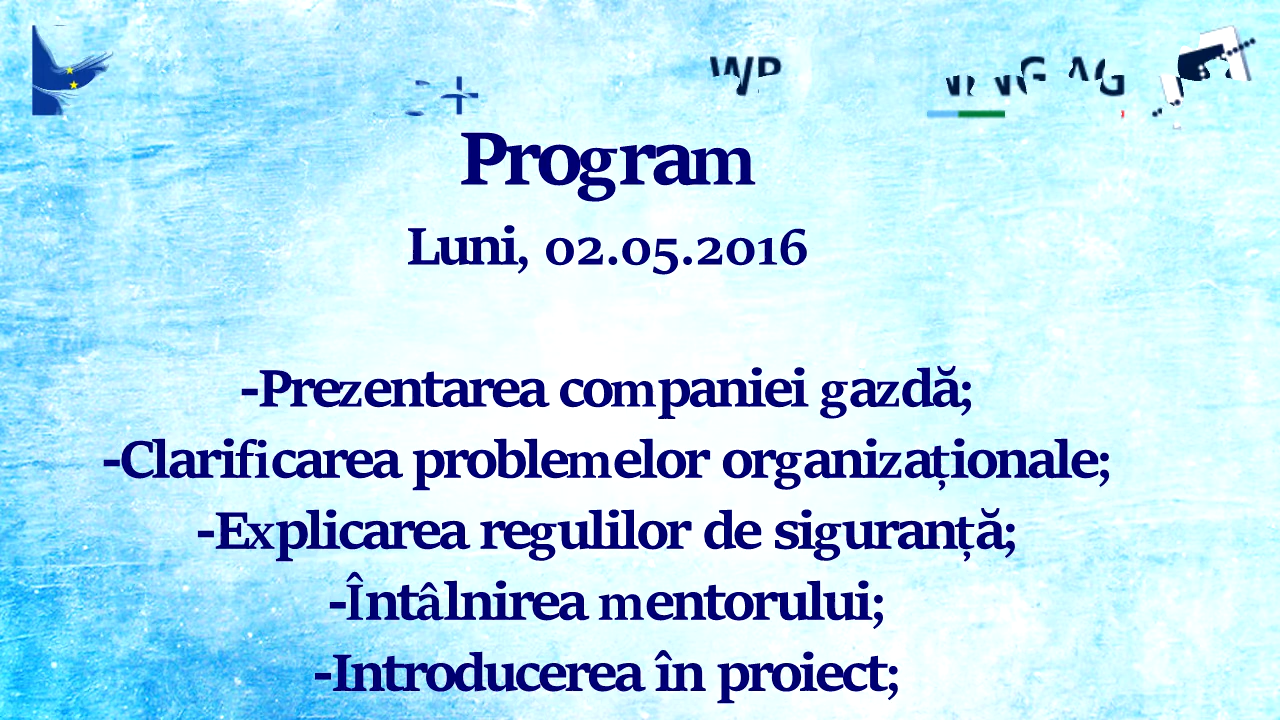 Program
Luni, 02.05.2016
-Prezentarea companiei gazdă;
-Clarificarea problemelor organizaționale;
-Explicarea regulilor de siguranță;
-Întâlnirea mentorului;
-Introducerea în proiect;